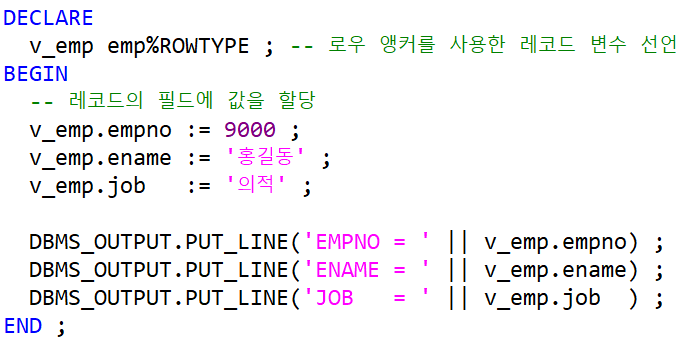 DECLARE
  v_emp emp%ROWTYPE ; -- 로우 앵커를 사용한 레코드 변수 선언
BEGIN
  -- 레코드의 필드에 값을 할당
  v_emp.empno := 9000 ;
  v_emp.ename := '홍길동' ;
  v_emp.job   := '의적' ;

  DBMS_OUTPUT.PUT_LINE('EMPNO = ' || v_emp.empno) ;
  DBMS_OUTPUT.PUT_LINE('ENAME = ' || v_emp.ename) ;
  DBMS_OUTPUT.PUT_LINE('JOB   = ' || v_emp.job  ) ;
END ;